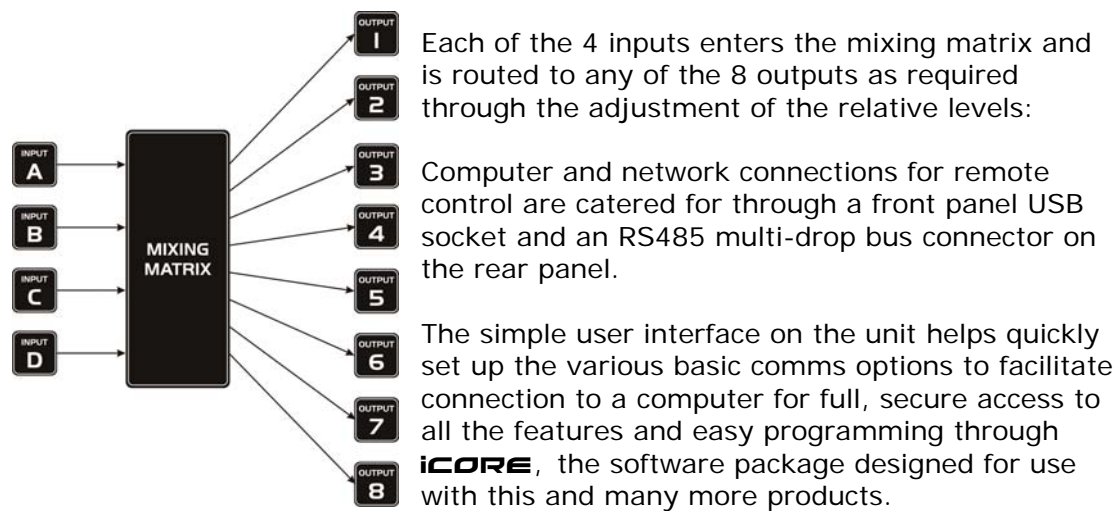 INPUT
A
INPUT
B
INPUT
C
INPUT
D
MIXING
MATRIX
OUTPUT
1
OUTPUT
2
OUTPUT
3
OUTPUT
4
OUTPUT
5
OUTPUT
6
OUTPUT
7
OUTPUT
8
Each of the 4 inputs enters the mixing matrix and
is routed to any of the 8 outputs as required
through the adjustment of the relative levels:
Computer and network connections for remote
control are catered for through a front panel USB
socket and an RS485 multi-drop bus connector on
the rear panel.
The simple user interface on the unit helps quickly
set up the various basic comms options to facilitate
connection to a computer for full, secure access to
all the features and easy programming through
iCORE, the software package designed for use
with this and many more products.